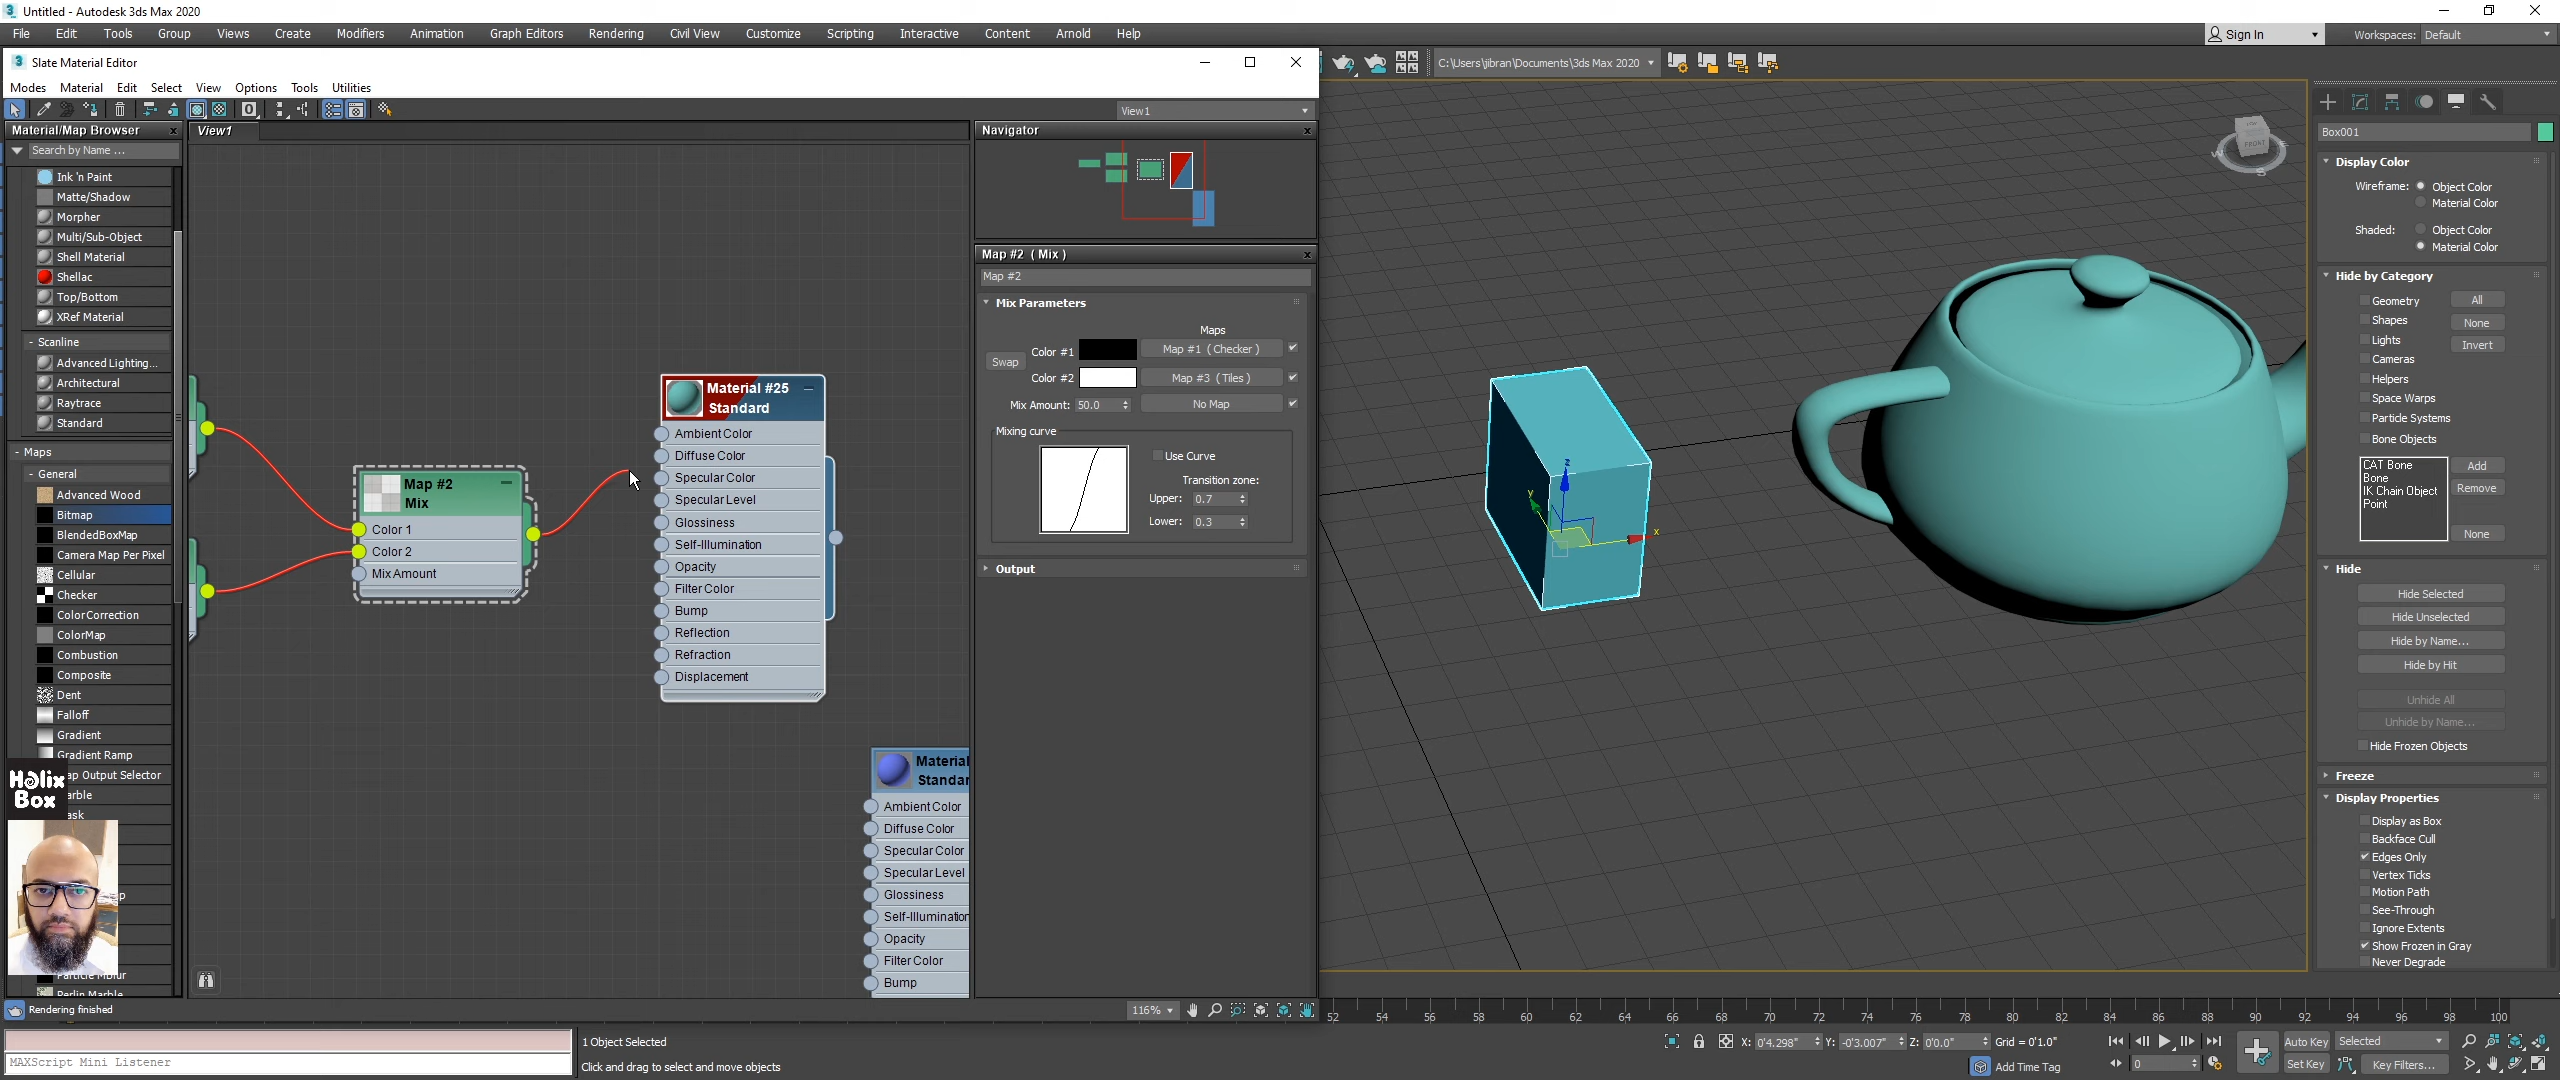 Untitled - Autodesk 3ds Max 2020
File Edit Tools Group Views Create Modifiers Animation Graph Editors Rendering Civil View Customize Scripting Interactive Content Arnold Help
Sign In
Workspaces: Default
Slate Material Editor
C:\Users\jibran\Documents\3ds Max 2020
Modes Material Edit Select View Options Tools Utilities
View1
Material/Map Browser
View1
Search by Name ...
Ink 'n Paint
Matte/Shadow
Morpher
Multi/Sub-Object
Shell Material
Shellac
Top/Bottom
XRef Material
- Scanline
Advanced Lighting...
Architectural
Raytrace
Standard
- Maps
- General
Advanced Wood
Bitmap
BlendedBoxMap
Camera Map Per Pixel
Cellular
Checker
ColorCorrection
ColorMap
Combustion
Composite
Dent
Falloff
Gradient
Gradient Ramp
ap Output Selector
arble
ask
Hôlix
Box
Perlin Marble
Map #2
Mix
Color 1
Color 2
Mix Amount
Material #25
Standard
Ambient Color
Diffuse Color
Specular Color
Specular Level
Glossiness
Self-Illumination
Opacity
Filter Color
Bump
Reflection
Refraction
Displacement
Material
Standar
Ambient Color
Diffuse Color
Specular Color
Specular Level
Glossiness
Self-Illumination
Opacity
Filter Color
Bump
Navigator
Map #2 ( Mix )
Map #2
Mix Parameters
Maps
Swap
Color #1
Map #1 ( Checker )
Color #2
Map #3 ( Tiles )
Mix Amount: 50.0
No Map
Mixing curve
Use Curve
Transition zone:
Upper: 0.7
Lower: 0.3
Output
116%
FRONT
W
S
z
y
x
Box001
Display Color
Wireframe: Object Color
Material Color
Shaded: Object Color
Material Color
Hide by Category
Geometry
Shapes
Lights
Cameras
Helpers
Space Warps
Particle Systems
Bone Objects
All
None
Invert
CAT Bone
Bone
IK Chain Object
Point
Add
Remove
None
Hide
Hide Selected
Hide Unselected
Hide by Name...
Hide by Hit
Unhide All
Unhide by Name...
Hide Frozen Objects
Freeze
Display Properties
Display as Box
Backface Cull
Edges Only
Vertex Ticks
Motion Path
See-Through
Ignore Extents
Show Frozen in Gray
Never Degrade
Rendering finished
52 54 56 58 60 62 64 66 68 70 72 74 76 78 80 82 84 86 88 90 92 94 96 98 100
MAXScript Mini Listener
1 Object Selected
Click and drag to select and move objects
X: 0'4.298" Y: -0'3.007" Z: 0'0.0" Grid = 0'1.0"
Add Time Tag
0
Auto Key
Selected
Set Key
Key Filters...